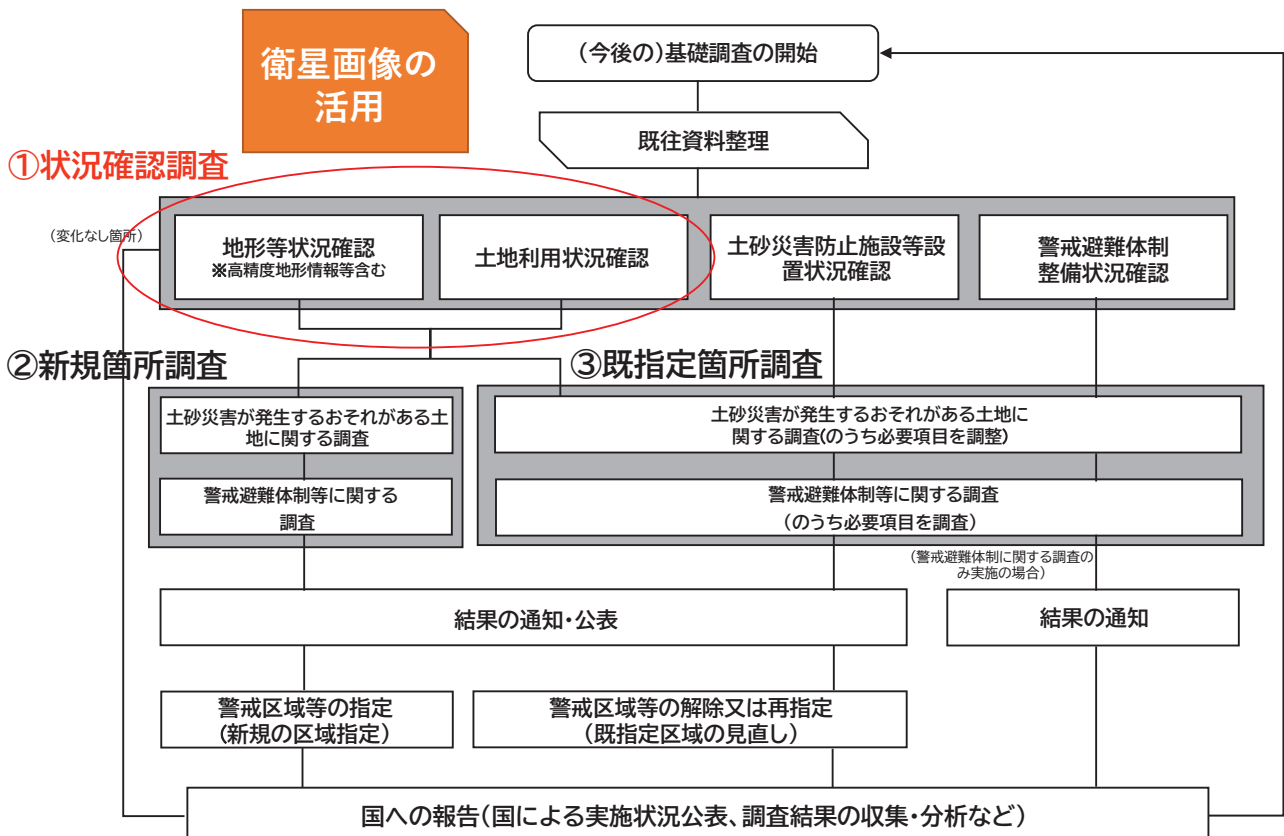 衛星画像の
活用
(今後の)基礎調査の開始
既往資料整理
①状況確認調査
(変化なし箇所)
地形等状況確認
※高精度地形情報等含む
土地利用状況確認
土砂災害防止施設等設
置状況確認
警戒避難体制
整備状況確認
②新規箇所調査
③既指定箇所調査
土砂災害が発生するおそれがある土
地に関する調査
警戒避難体制等に関する
調査
土砂災害が発生するおそれがある土地に
関する調査(のうち必要項目を調整)
警戒避難体制等に関する調査
(のうち必要項目を調査)
(警戒避難体制に関する調査の
み実施の場合)
結果の通知・公表
結果の通知
警戒区域等の指定
(新規の区域指定)
警戒区域等の解除又は再指定
(既指定区域の見直し)
国への報告(国による実施状況公表、調査結果の収集・分析など)